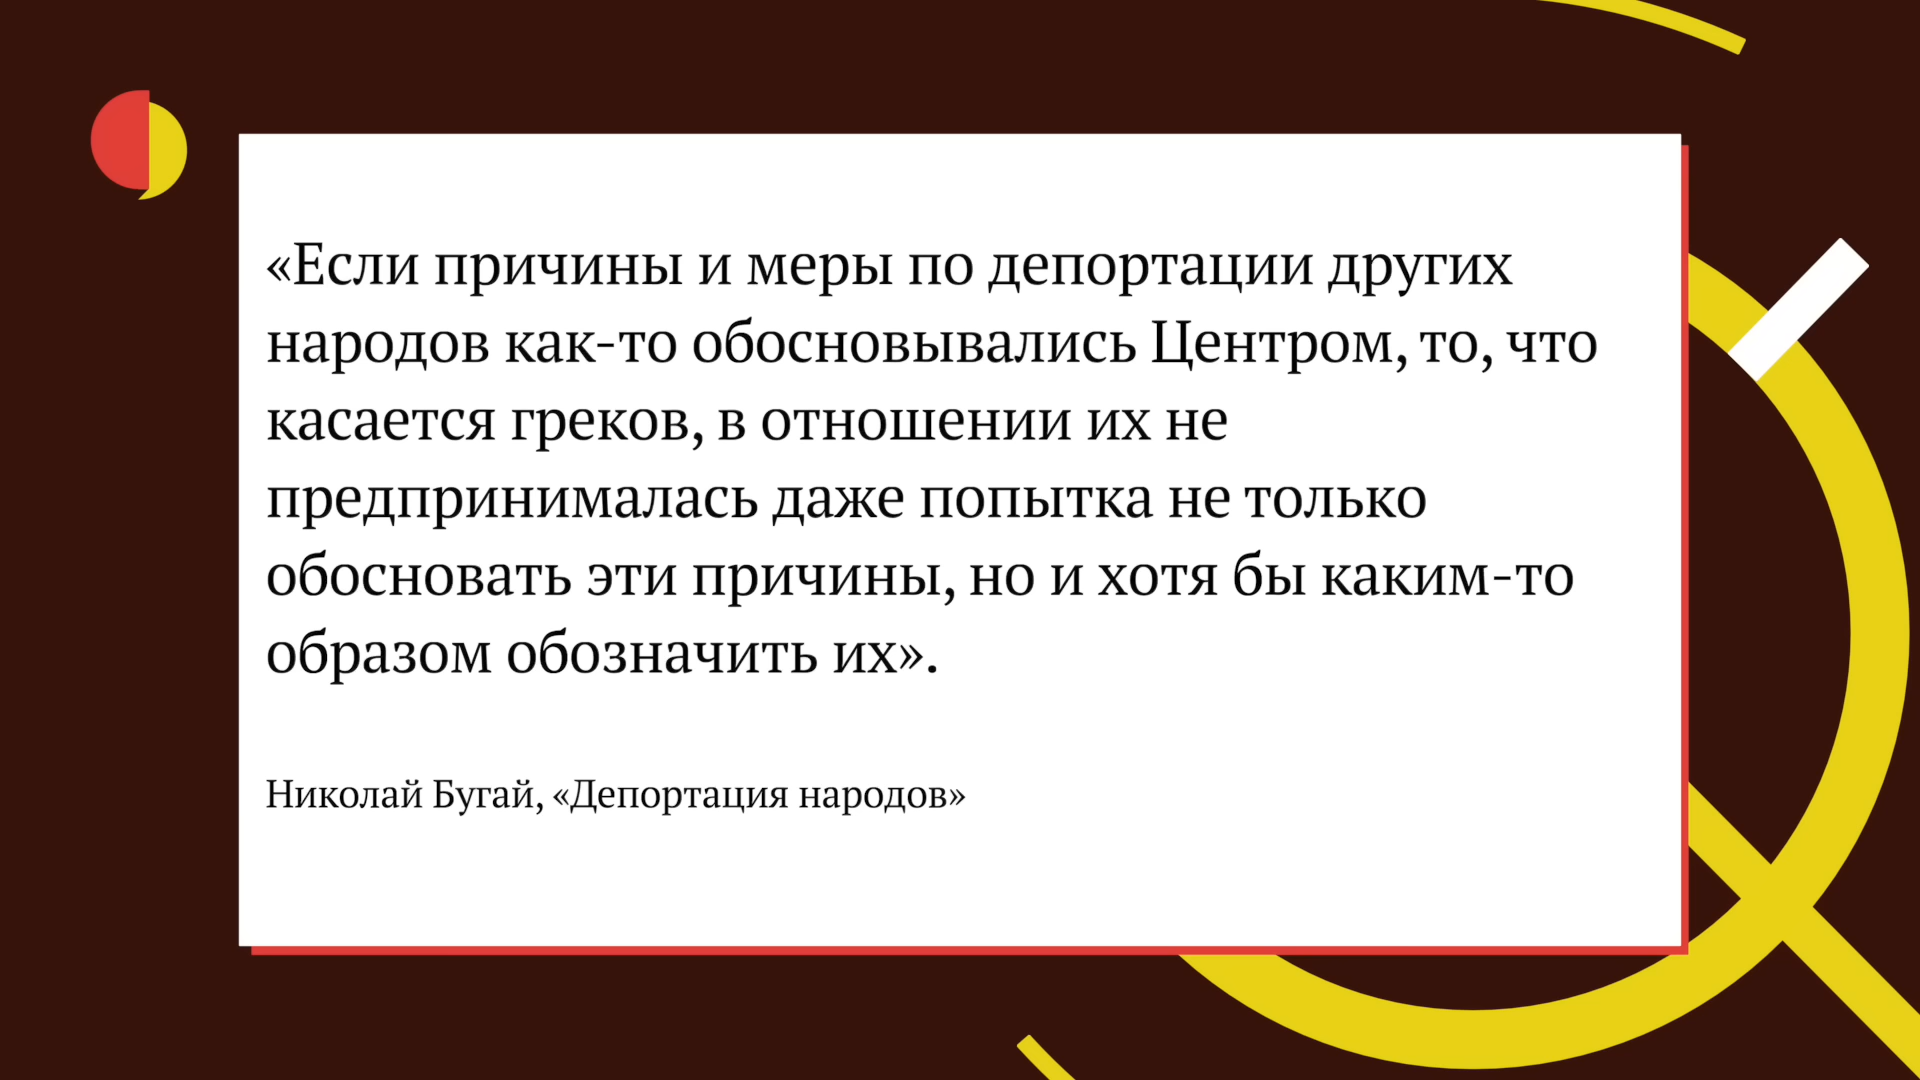 «Если причины и меры по депортации других
народов как-то обосновывались Центром, то, что
касается греков, в отношении их не
предпринималась даже попытка не только
обосновать эти причины, но и хотя бы каким-то
образом обозначить их».
Николай Бугай, «Депортация народов»